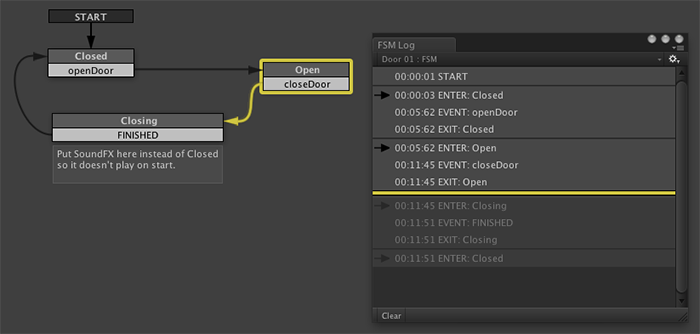 START
Closed
openDoor
Open
closeDoor
Closing
FINISHED
Put SoundFX here instead of Closed
so it doesn't play on start.
FSM Log
Door 01 : FSM
00:00:01 START
00:00:03 ENTER: Closed
00:05:62 EVENT: openDoor
00:05:62 EXIT: Closed
00:05:62 ENTER: Open
00:11:45 EVENT: closeDoor
00:11:45 EXIT: Open
00:11:45 ENTER: Closing
00:11:51 EVENT: FINISHED
00:11:51 EXIT: Closing
00:11:51 ENTER: Closed
Clear